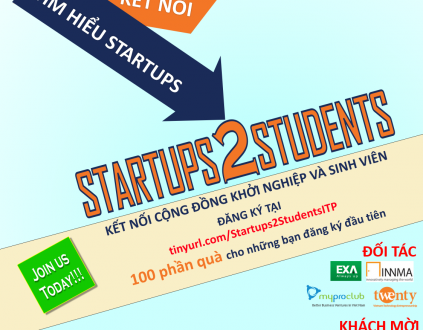 KẾT NỐI
TÌM HIỂU STARTUPS
STARTUPS2STUDENTS
KẾT NỐI CỘNG ĐỒNG KHỞI NGHIỆP VÀ SINH VIÊN
ĐĂNG KÝ TẠI
tinyurl.com/Startups2StudentsITP
100 phần quà cho những bạn đăng ký đầu tiên
JOIN US
TODAY!!!
ĐỐI TÁC
EXA
FINNMA
myproclub
twenty
KHÁCH MỜI